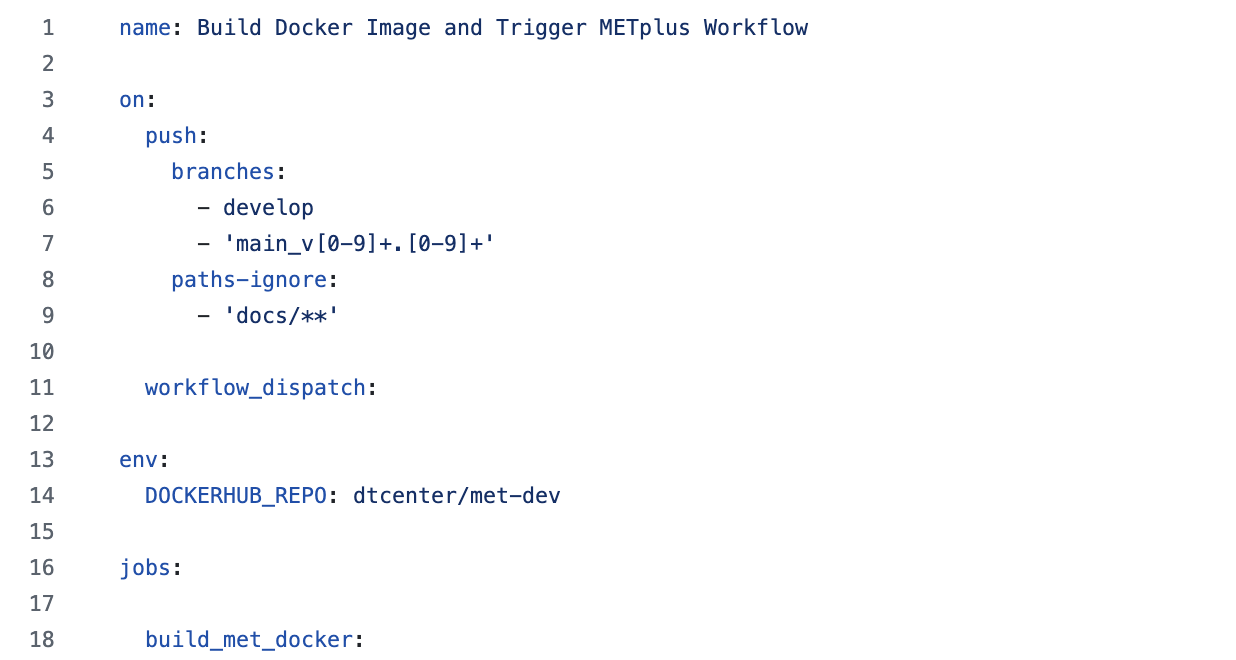 1 name: Build Docker Image and Trigger METplus Workflow
2
3 on:
4   push:
5     branches:
6       - develop
7       - 'main_v[0-9]+.[0-9]+'
8     paths-ignore:
9       - 'docs/**'
10
11   workflow_dispatch:
12
13 env:
14   DOCKERHUB_REPO: dtcenter/met-dev
15
16 jobs:
17
18   build_met_docker: